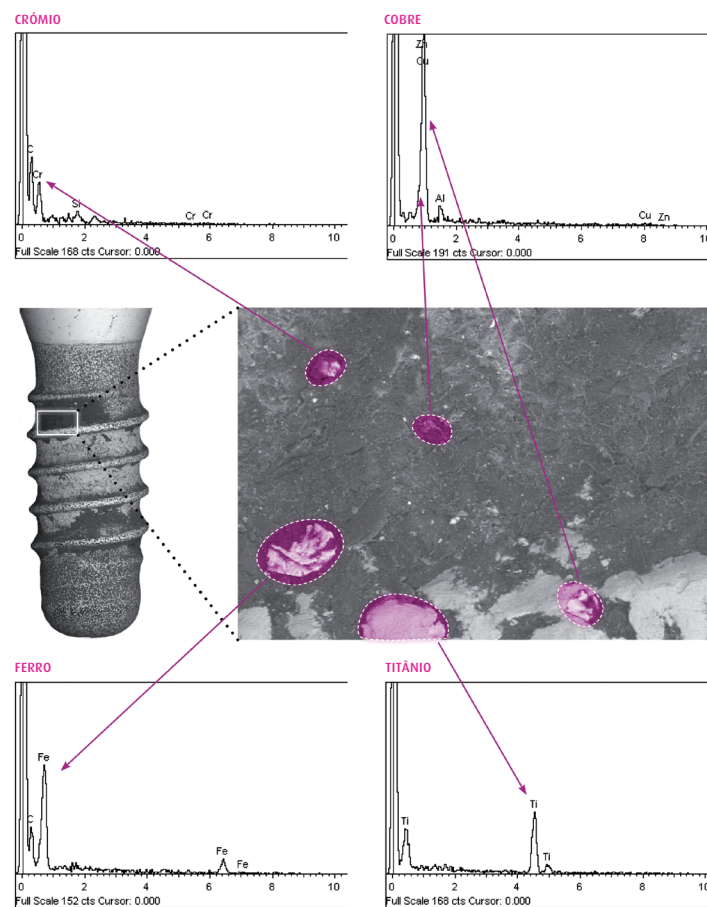 CRÓMIO
C
Cr
Si
Cr Cr
0 2 4 6 8 10
Full Scale 168 cts Cursor: 0.000
COBRE
Zn
Cu
Al
Cu Zn
0 2 4 6 8 10
Full Scale 191 cts Cursor: 0.000
FERRO
Fe
C
Fe
Fe
0 2 4 6 8 10
Full Scale 152 cts Cursor: 0.000
TITÂNIO
Ti
Ti
Ti
0 2 4 6 8 10
Full Scale 168 cts Cursor: 0.000